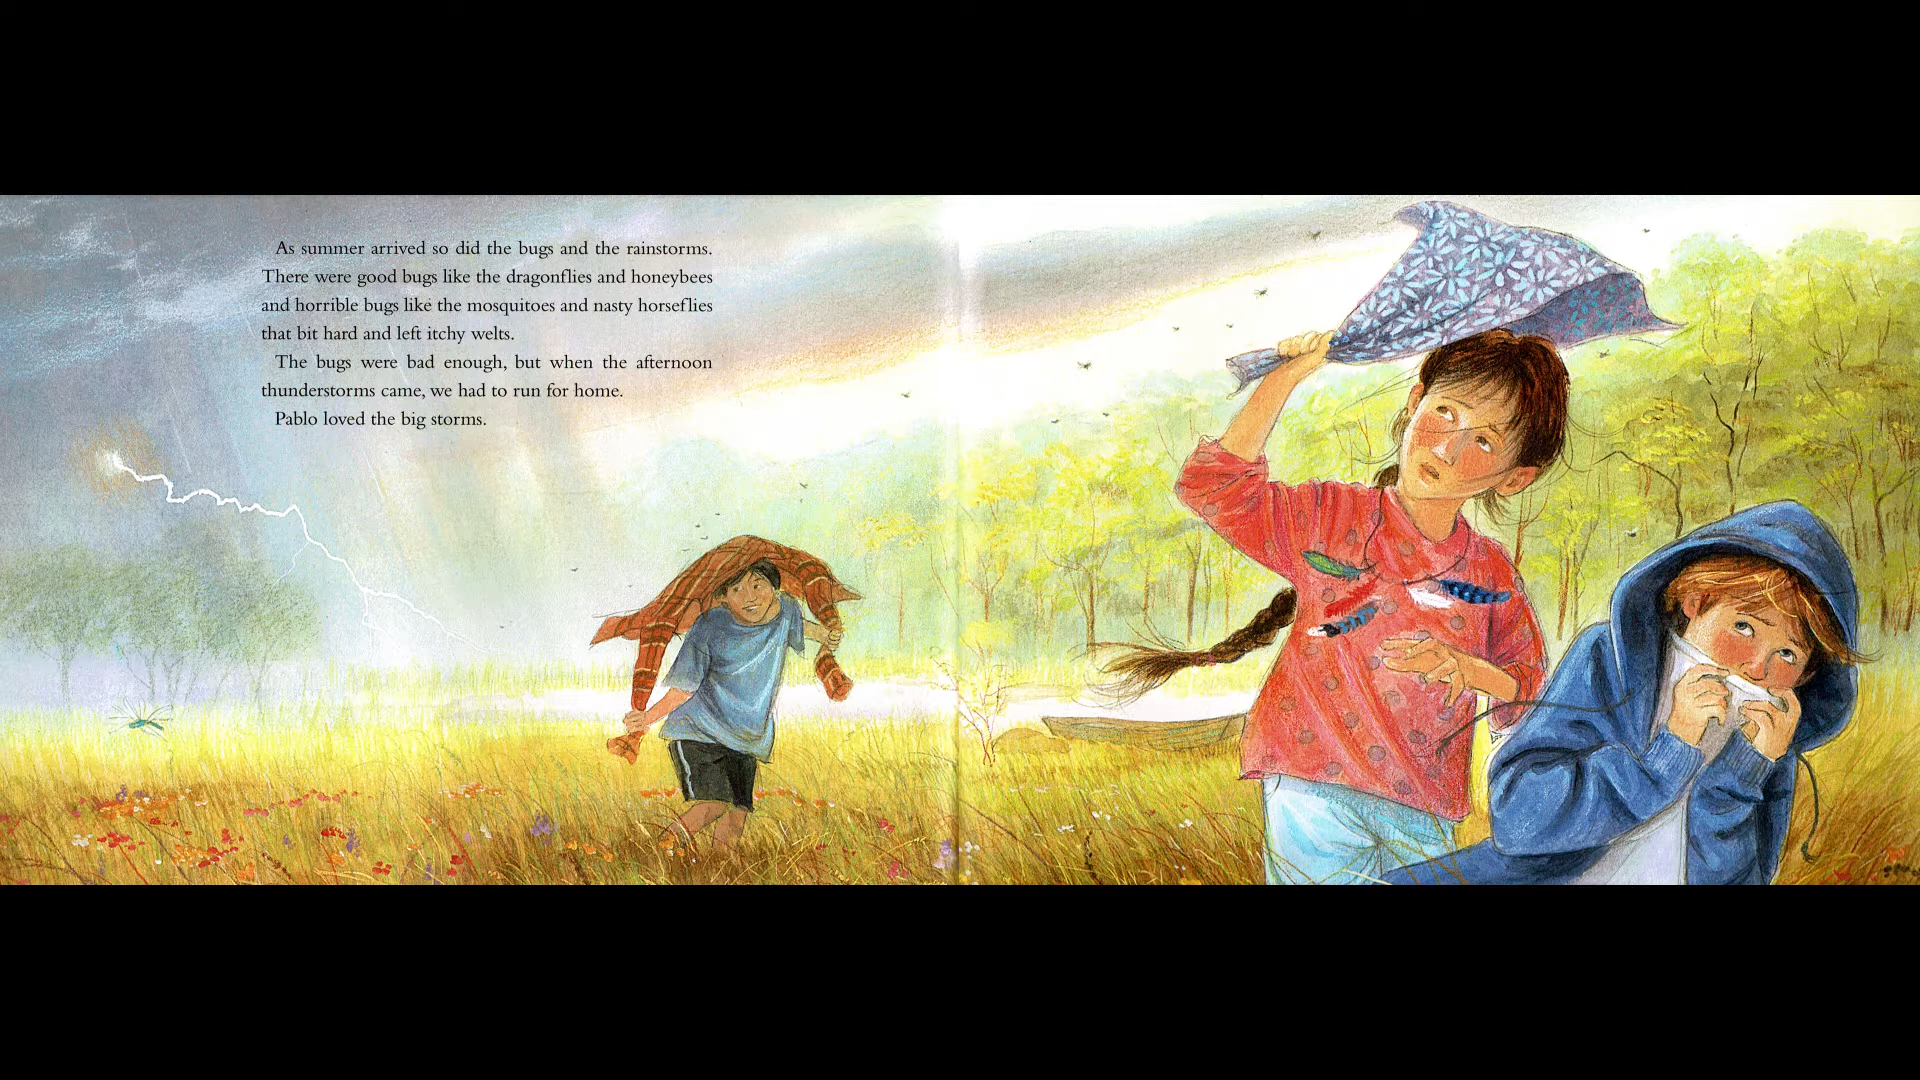 As summer arrived so did the bugs and the rainstorms.
There were good bugs like the dragonflies and honeybees
and horrible bugs like the mosquitoes and nasty horseflies
that bit hard and left itchy welts.
The bugs were bad enough, but when the afternoon
thunderstorms came, we had to run for home.
Pablo loved the big storms.